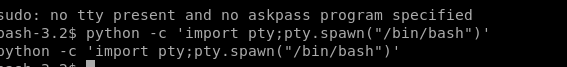 sudo: no tty present and no askpass program specified
bash-3.2$ python -c 'import pty;pty.spawn("/bin/bash")'
python -c 'import pty;pty.spawn("/bin/bash")'
bash-3.2$